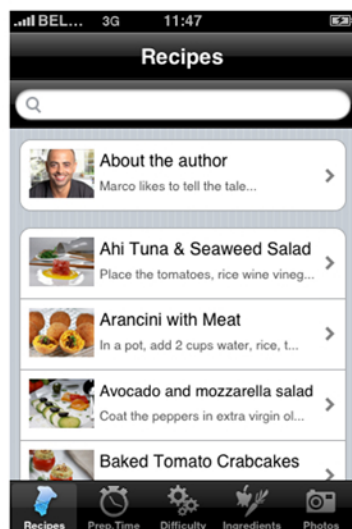 BEL... 3G 11:47
Recipes
About the author
Marco likes to tell the tale...
Ahi Tuna & Seaweed Salad
Place the tomatoes, rice wine vineg...
Arancini with Meat
In a pot, add 2 cups water, rice, t...
Avocado and mozzarella salad
Coat the peppers in extra virgin ol...
Baked Tomato Crabcakes
Recipes Prep.Time Difficulty Ingredients Photos